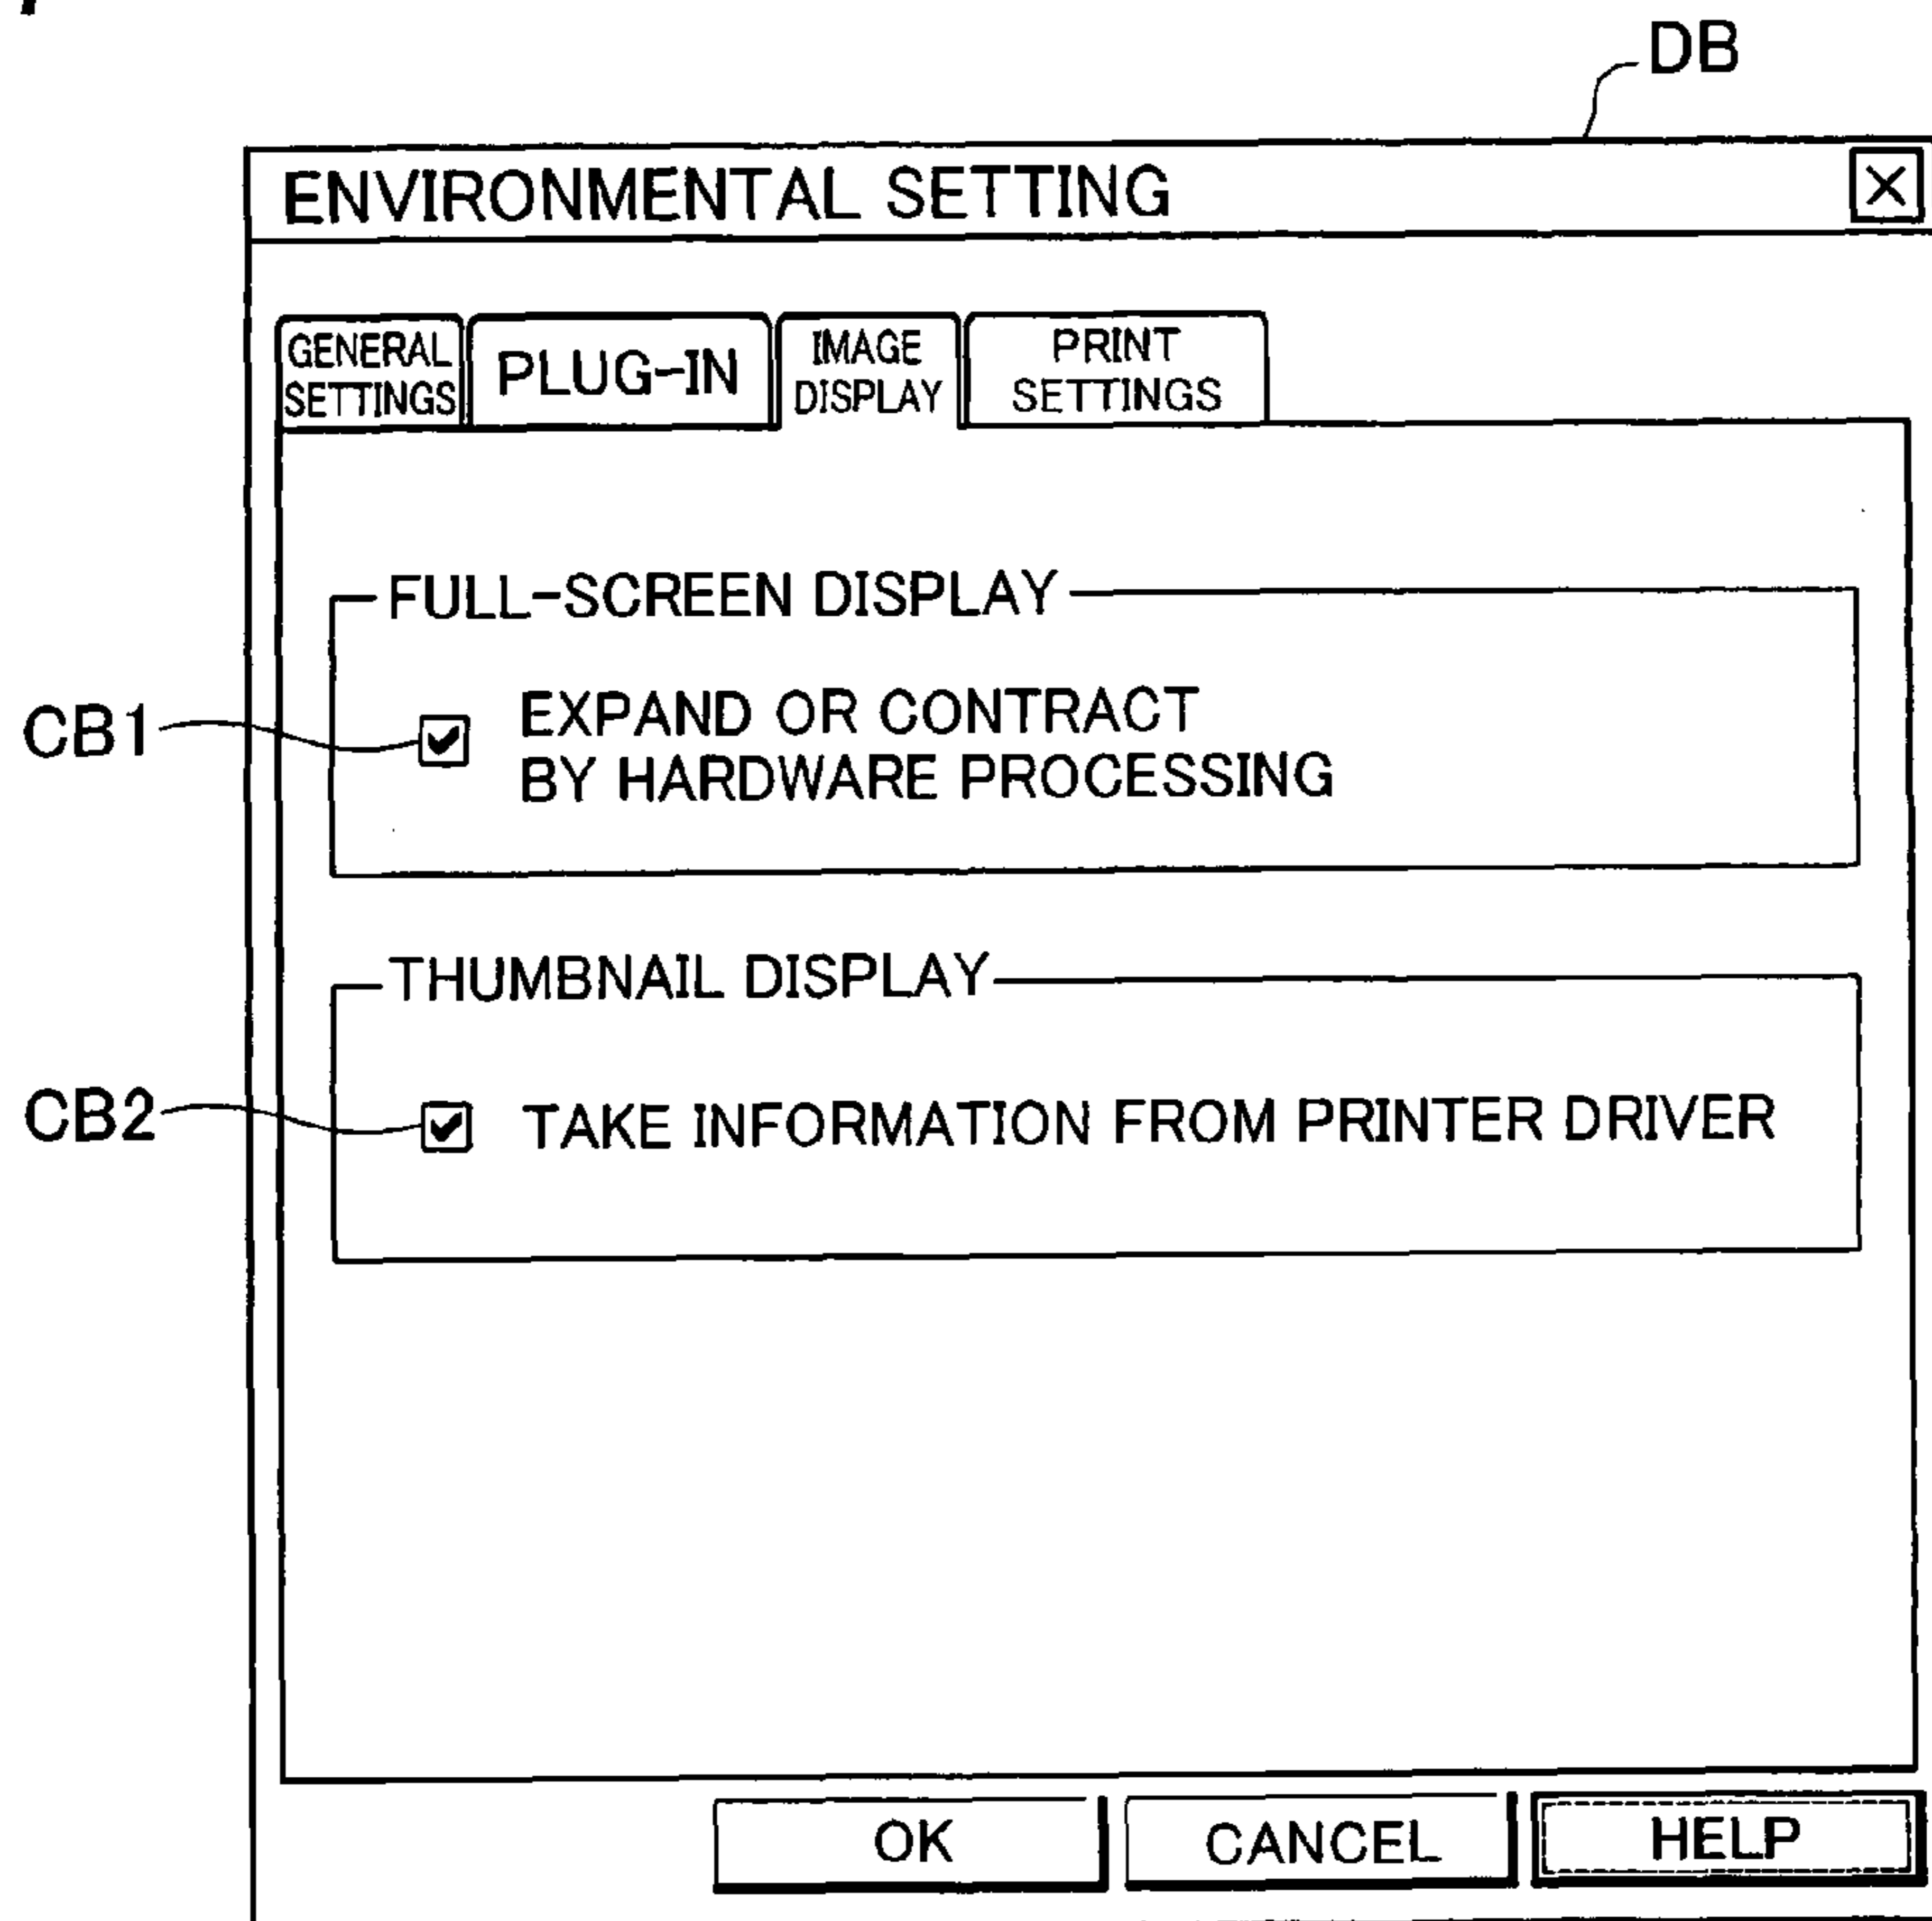 DB
ENVIRONMENTAL SETTING
GENERAL
SETTINGS
PLUG-IN
IMAGE
DISPLAY
PRINT
SETTINGS
FULL-SCREEN DISPLAY
CB1
EXPAND OR CONTRACT
BY HARDWARE PROCESSING
THUMBNAIL DISPLAY
CB2
TAKE INFORMATION FROM PRINTER DRIVER
OK
CANCEL
HELP